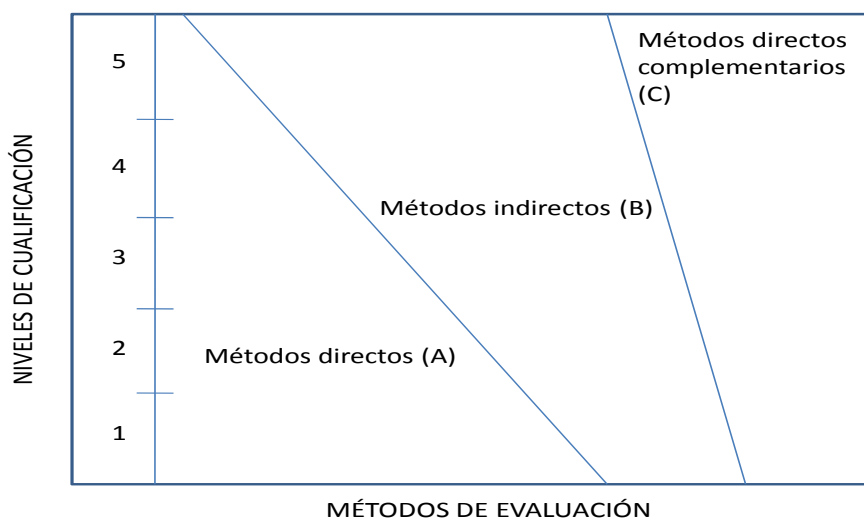 Métodos directos
complementarios
(C)
5
4
Métodos indirectos (B)
3
Métodos directos (A)
2
1
NIVELES DE CUALIFICACIÓN
MÉTODOS DE EVALUACIÓN